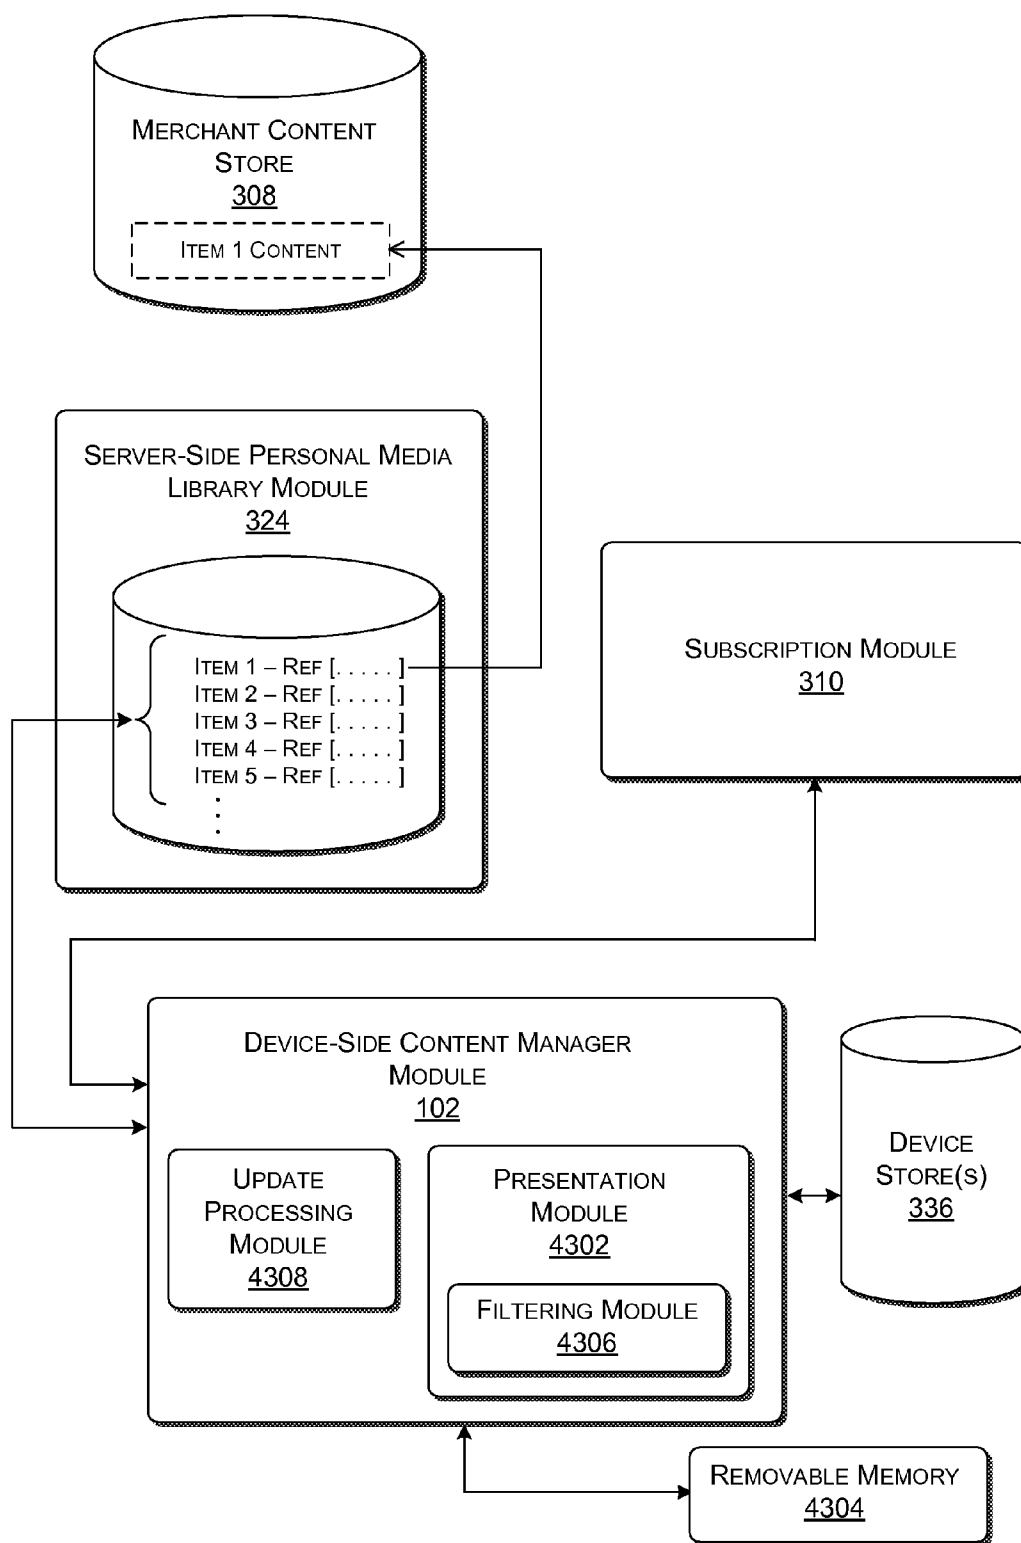 MERCHANT CONTENT
STORE
308
ITEM 1 CONTENT
SERVER-SIDE PERSONAL MEDIA
LIBRARY MODULE
324
ITEM 1 – REF [. . . . . ]
ITEM 2 – REF [. . . . . ]
ITEM 3 – REF [. . . . . ]
ITEM 4 – REF [. . . . . ]
ITEM 5 – REF [. . . . . ]
SUBSCRIPTION MODULE
310
DEVICE-SIDE CONTENT MANAGER
MODULE
102
UPDATE
PROCESSING
MODULE
4308
PRESENTATION
MODULE
4302
FILTERING MODULE
4306
DEVICE
STORE(S)
336
REMOVABLE MEMORY
4304